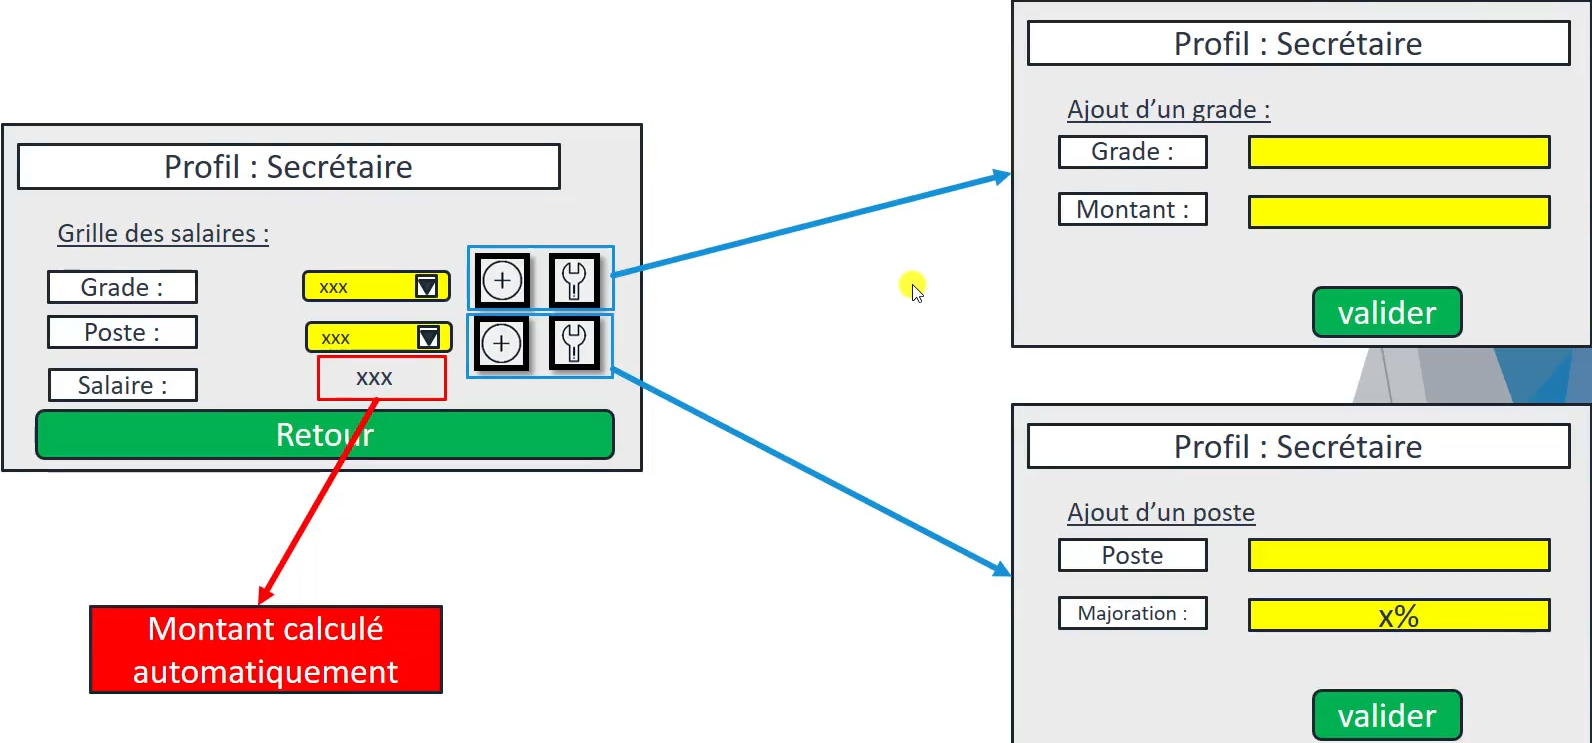 Profil : Secrétaire
Grille des salaires :
Grade :
xxx
Poste :
xxx
Salaire :
xxx
Retour
Montant calculé
automatiquement
Profil : Secrétaire
Ajout d’un grade :
Grade :
Montant :
valider
Profil : Secrétaire
Ajout d’un poste
Poste
Majoration :
x%
valider